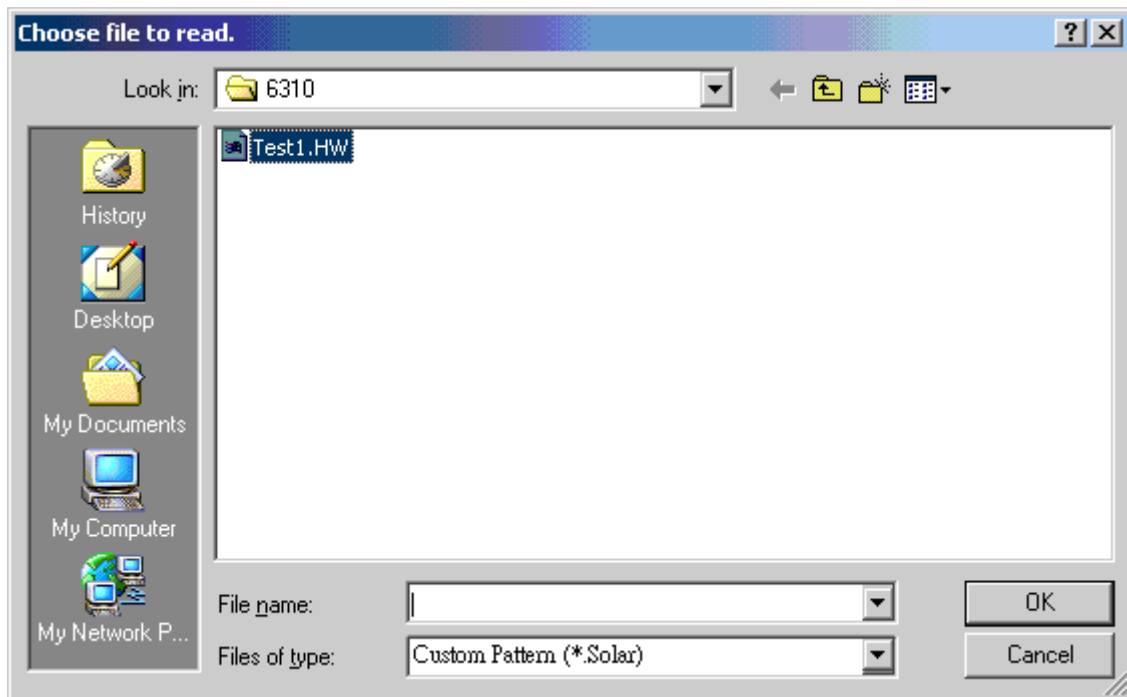 Choose file to read.
Look in: 6310
Test1.HW
History
Desktop
My Documents
My Computer
My Network P...
File name:
OK
Files of type: Custom Pattern (*.Solar)
Cancel